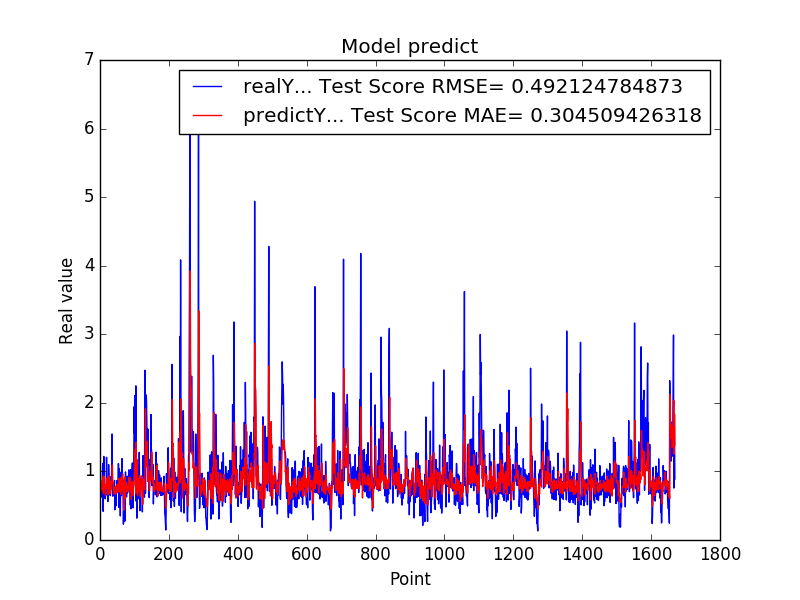 Model predict
realY... Test Score RMSE= 0.492124784873
predictY... Test Score MAE= 0.304509426318
7
6
5
4
3
2
1
0
Real value
0 200 400 600 800 1000 1200 1400 1600 1800
Point